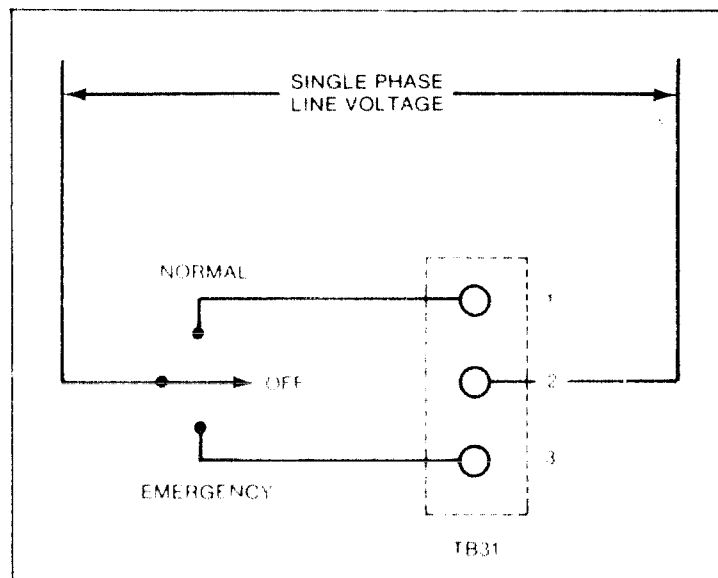 SINGLE PHASE
LINE VOLTAGE
NORMAL
1
OFF
2
3
EMERGENCY
TB31